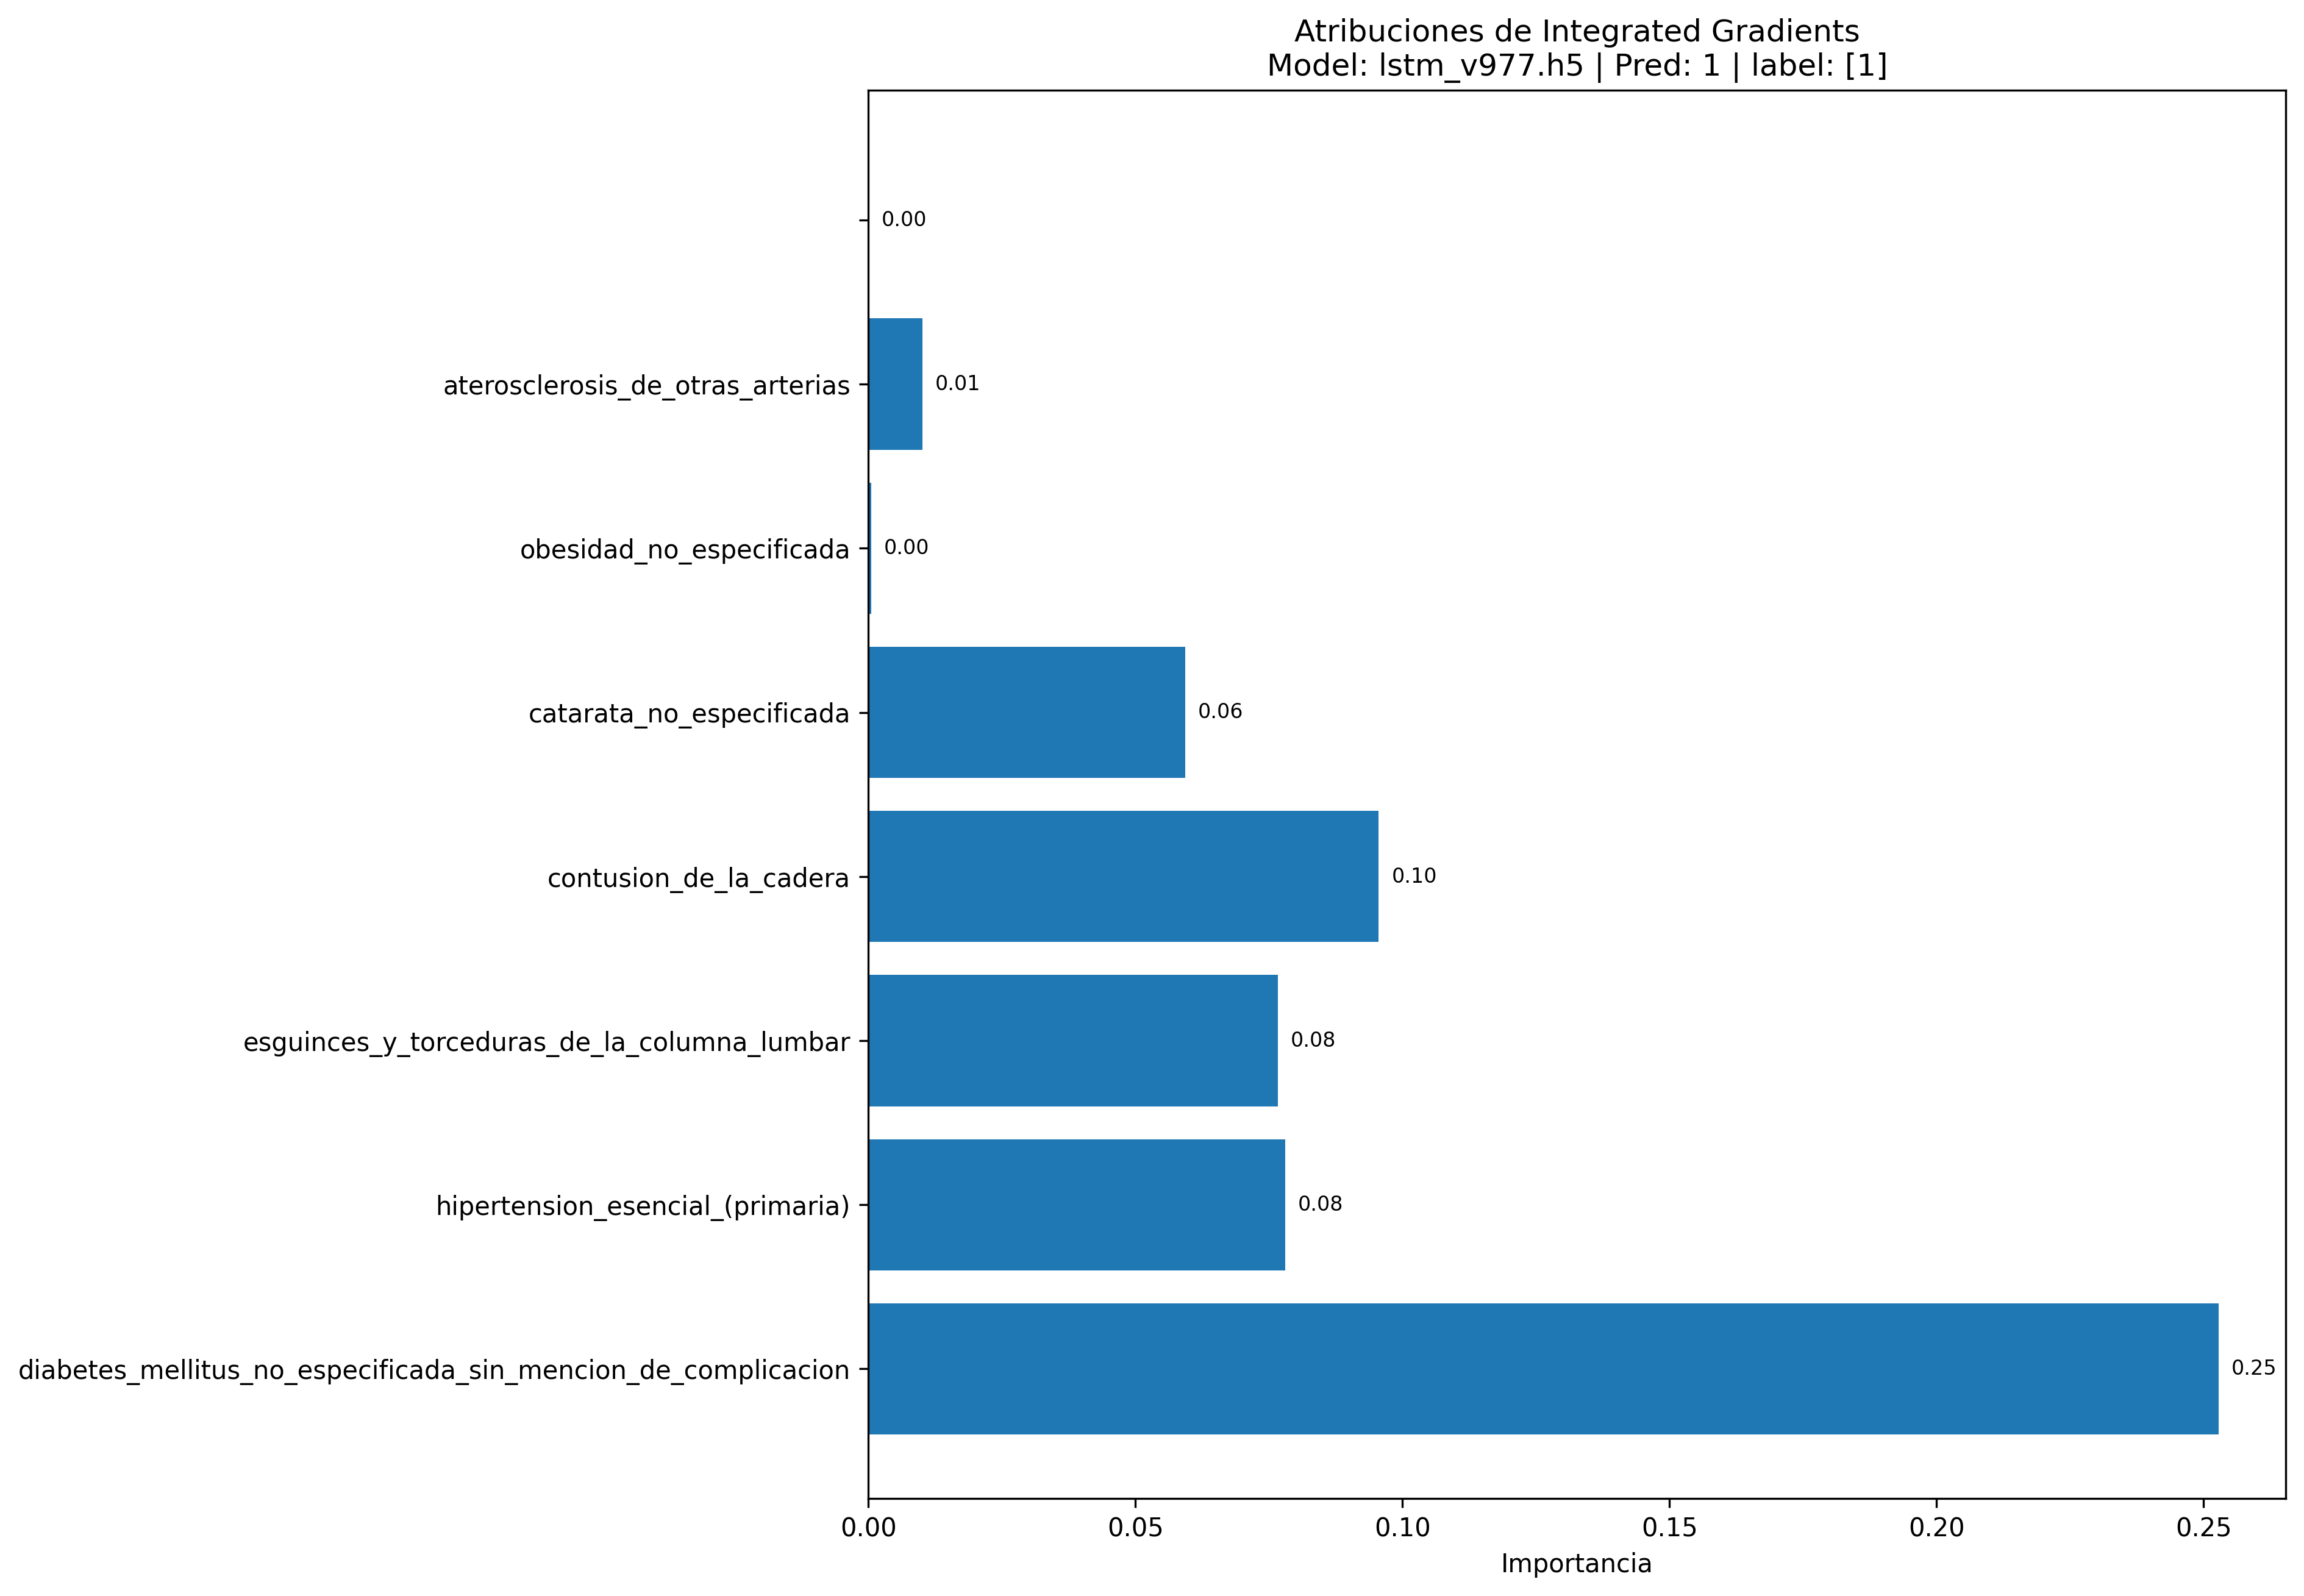 Atribuciones de Integrated Gradients
Model: lstm_v977.h5 | Pred: 1 | label: [1]
0.00
aterosclerosis_de_otras_arterias 0.01
obesidad_no_especificada 0.00
catarata_no_especificada 0.06
contusion_de_la_cadera 0.10
esguinces_y_torceduras_de_la_columna_lumbar 0.08
hipertension_esencial_(primaria) 0.08
diabetes_mellitus_no_especificada_sin_mencion_de_complicacion 0.25
0.00 0.05 0.10 0.15 0.20 0.25
Importancia